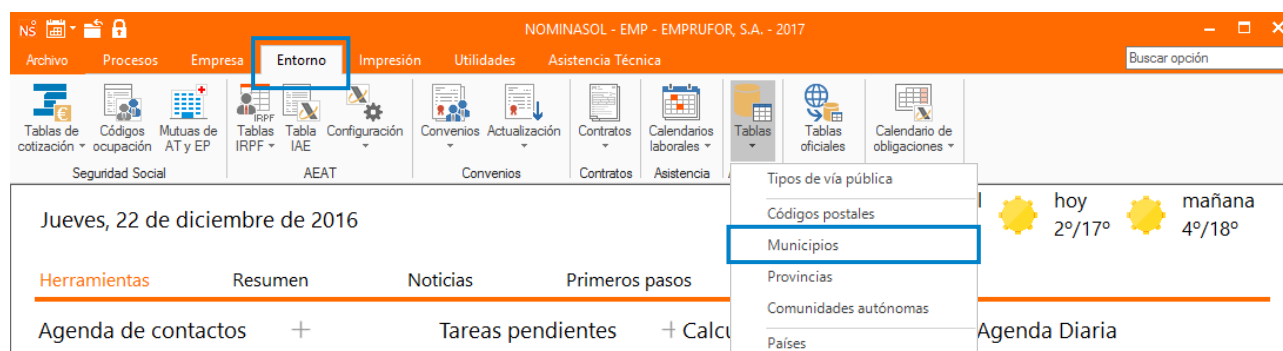 NS NOMINASOL - EMP - EMPRUFOR, S.A. - 2017
Archivo Procesos Empresa Entorno Impresión Utilidades Asistencia Técnica Buscar opción
IRPF
Tablas de cotización Códigos ocupación Mutuas de AT y EP Tablas IRPF Tabla IAE Configuración Convenios Actualización Contratos Calendarios laborales Tablas Tablas oficiales Calendario de obligaciones
Seguridad Social AEAT Convenios Contratos Asistencia
Tipos de vía pública
Jueves, 22 de diciembre de 2016 Códigos postales hoy mañana
2º/17º 4º/18º
Municipios
Herramientas Resumen Noticias Primeros pasos Provincias
Comunidades autónomas
Agenda de contactos Tareas pendientes Países Agenda Diaria